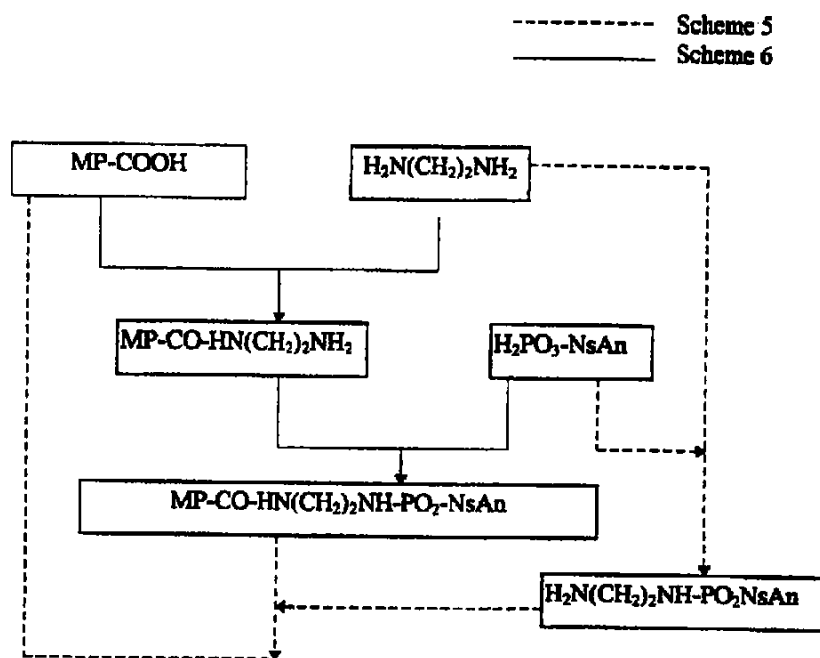 Scheme 5
Scheme 6
MP-COOH
H₂N(CH₂)₂NH₂
MP-CO-HN(CH₂)₂NH₂
H₂PO₃-NsAn
MP-CO-HN(CH₂)₂NH-PO₂-NsAn
H₂N(CH₂)₂NH-PO₂NsAn